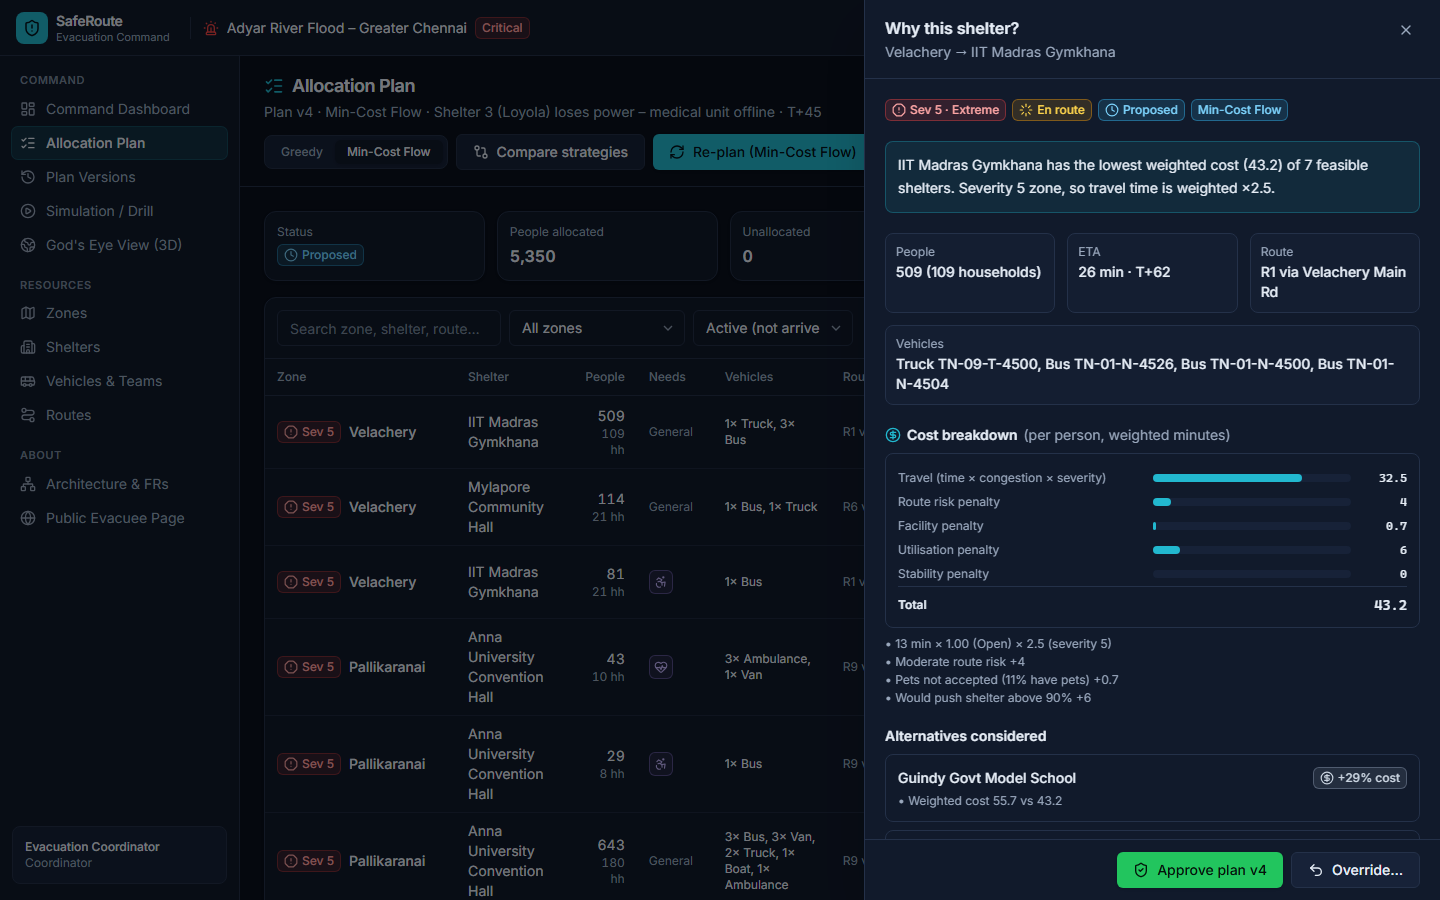 SafeRoute
Evacuation Command
Adyar River Flood – Greater Chennai
Critical
COMMAND
Command Dashboard
Allocation Plan
Plan Versions
Simulation / Drill
God's Eye View (3D)
RESOURCES
Zones
Shelters
Vehicles & Teams
Routes
ABOUT
Architecture & FRs
Public Evacuee Page
Evacuation Coordinator
Coordinator
Allocation Plan
Plan v4 · Min-Cost Flow · Shelter 3 (Loyola) loses power – medical unit offline · T+45
Greedy
Min-Cost Flow
Compare strategies
Re-plan (Min-Cost Flow)
Status
Proposed
People allocated
5,350
Unallocated
0
Search zone, shelter, route...
All zones
Active (not arrive
Zone Shelter People Needs Vehicles
Sev 5 Velachery
IIT Madras
Gymkhana
509
109
hh
General
1× Truck, 3×
Bus
R1
Sev 5 Velachery
Mylapore
Community
Hall
114
21 hh
General
1× Bus, 1× Truck
R6
Sev 5 Velachery
IIT Madras
Gymkhana
81
21 hh
1× Bus
R1
Sev 5 Pallikaranai
Anna
University
Convention
Hall
43
10 hh
3× Ambulance,
1× Van
R9
Sev 5 Pallikaranai
Anna
University
Convention
Hall
29
8 hh
1× Bus
R9
Sev 5 Pallikaranai
Anna
University
Convention
Hall
643
180
hh
General
3× Bus, 3× Van,
2× Truck, 1×
Boat, 1×
Ambulance
R9
Why this shelter?
Velachery → IIT Madras Gymkhana
Sev 5 · Extreme
En route
Proposed
Min-Cost Flow
IIT Madras Gymkhana has the lowest weighted cost (43.2) of 7 feasible
shelters. Severity 5 zone, so travel time is weighted ×2.5.
People
509 (109 households)
ETA
26 min · T+62
Route
R1 via Velachery Main
Rd
Vehicles
Truck TN-09-T-4500, Bus TN-01-N-4526, Bus TN-01-N-4500, Bus TN-01-
N-4504
Cost breakdown (per person, weighted minutes)
Travel (time × congestion × severity) 32.5
Route risk penalty 4
Facility penalty 0.7
Utilisation penalty 6
Stability penalty 0
Total 43.2
• 13 min × 1.00 (Open) × 2.5 (severity 5)
• Moderate route risk +4
• Pets not accepted (11% have pets) +0.7
• Would push shelter above 90% +6
Alternatives considered
Guindy Govt Model School
+29% cost
• Weighted cost 55.7 vs 43.2
Approve plan v4
Override...